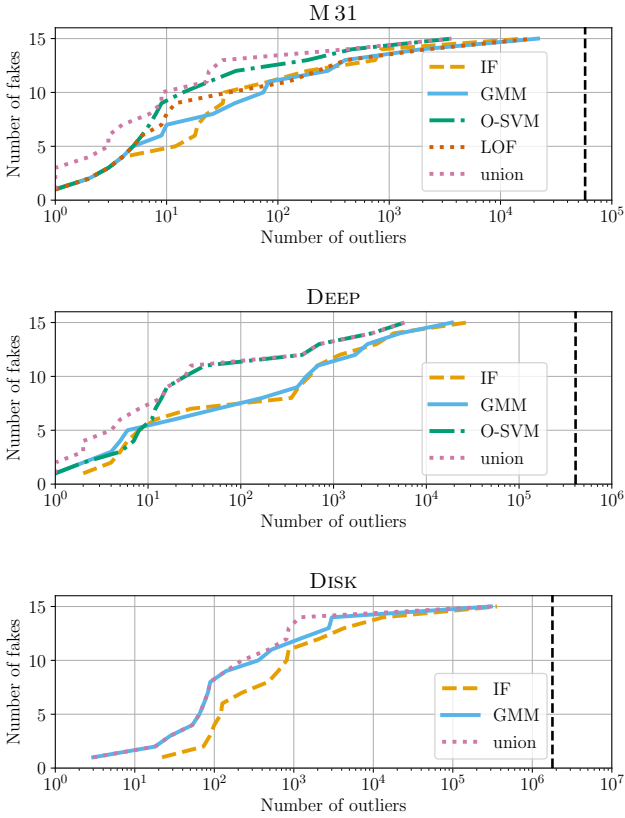 M 31
Number of fakes
15
10
5
0
IF
GMM
O-SVM
LOF
union
10^0 10^1 10^2 10^3 10^4 10^5
Number of outliers
DEEP
Number of fakes
15
10
5
0
IF
GMM
O-SVM
union
10^0 10^1 10^2 10^3 10^4 10^5 10^6
Number of outliers
DISK
Number of fakes
15
10
5
0
IF
GMM
union
10^0 10^1 10^2 10^3 10^4 10^5 10^6 10^7
Number of outliers